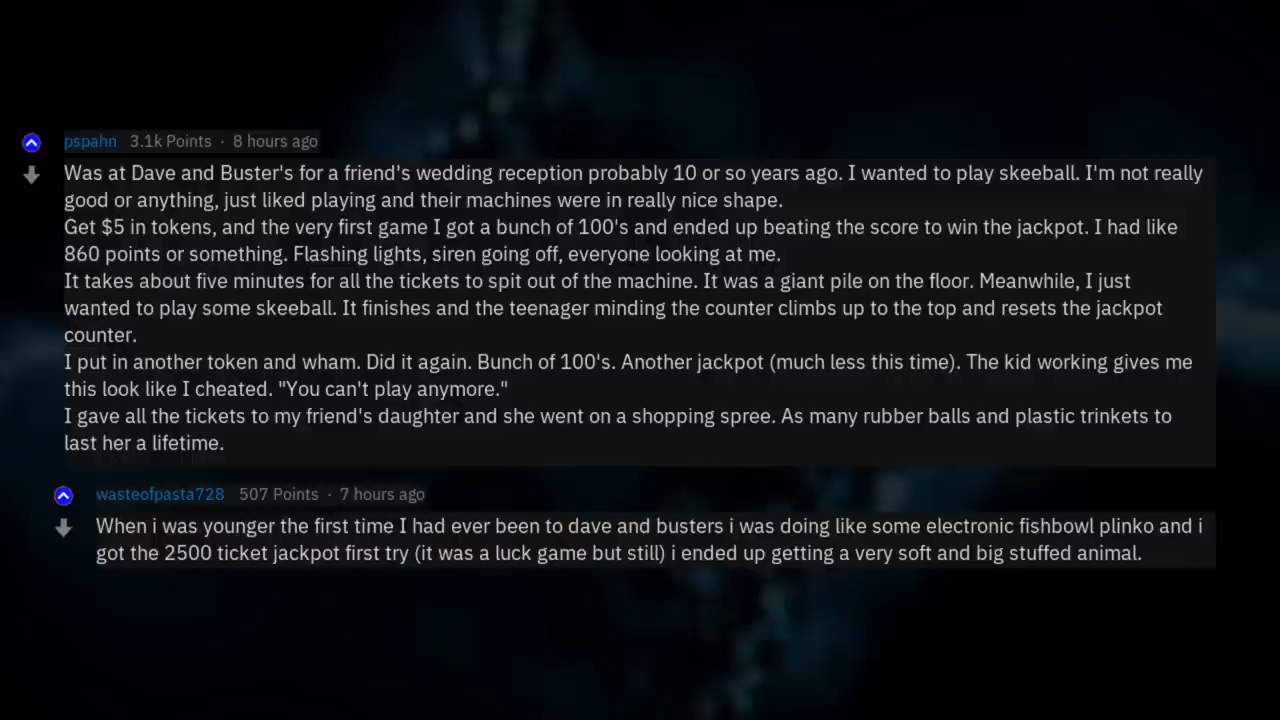 pspahn 3.1k Points · 8 hours ago
Was at Dave and Buster's for a friend's wedding reception probably 10 or so years ago. I wanted to play skeeball. I'm not really
good or anything, just liked playing and their machines were in really nice shape.
Get $5 in tokens, and the very first game I got a bunch of 100's and ended up beating the score to win the jackpot. I had like
860 points or something. Flashing lights, siren going off, everyone looking at me.
It takes about five minutes for all the tickets to spit out of the machine. It was a giant pile on the floor. Meanwhile, I just
wanted to play some skeeball. It finishes and the teenager minding the counter climbs up to the top and resets the jackpot
counter.
I put in another token and wham. Did it again. Bunch of 100's. Another jackpot (much less this time). The kid working gives me
this look like I cheated. "You can't play anymore."
I gave all the tickets to my friend's daughter and she went on a shopping spree. As many rubber balls and plastic trinkets to
last her a lifetime.
wasteofpasta728 507 Points · 7 hours ago
When i was younger the first time I had ever been to dave and busters i was doing like some electronic fishbowl plinko and i
got the 2500 ticket jackpot first try (it was a luck game but still) i ended up getting a very soft and big stuffed animal.